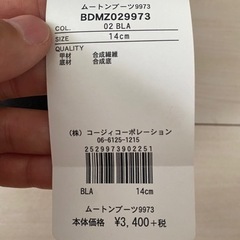 ムートンブーツ9973
BDMZ029973
COL. 02 BLA
SIZE 14cm
QUALITY
甲材 合成繊維
底材 合成底
(株) コージィコーポレーション
06-6125-1215
2529973902251
BLA 14cm
ムートンブーツ9973
本体価格 ¥3,400+税